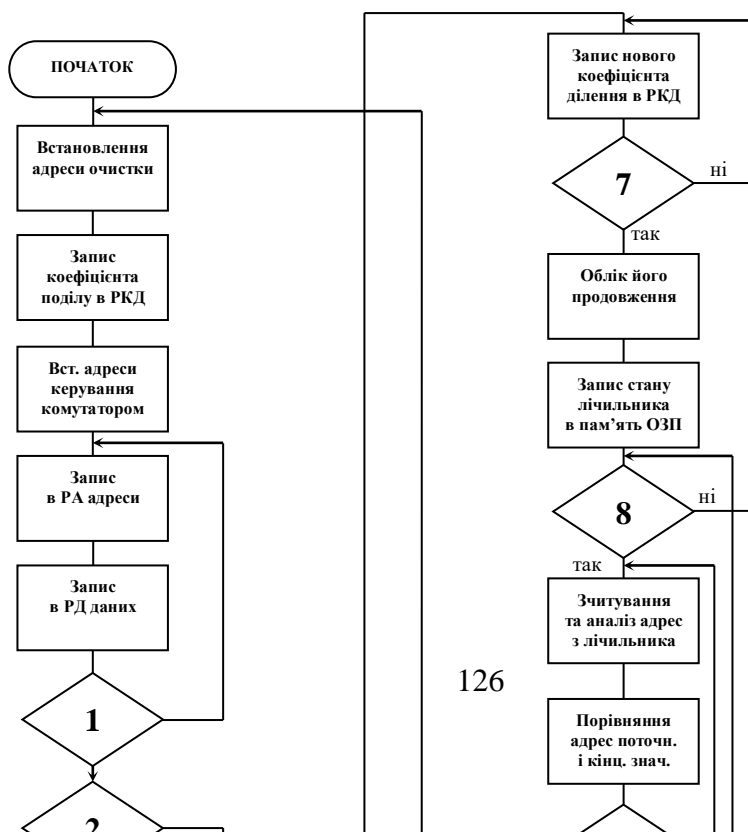 ПОЧАТОК
Встановлення
адреси очистки
Запис
коефіцієнта
поділу в РКД
Вст. адреси
керування
комутатором
Запис
в РА адреси
Запис
в РД даних
1
2
Запис нового
коефіцієнта
ділення в РКД
7
ні
так
Облік його
продовження
Запис стану
лічильника
в пам’ять ОЗП
8
ні
так
Зчитування
та аналіз адрес
з лічильника
126
Порівняння
адрес поточн.
і кінц. знач.